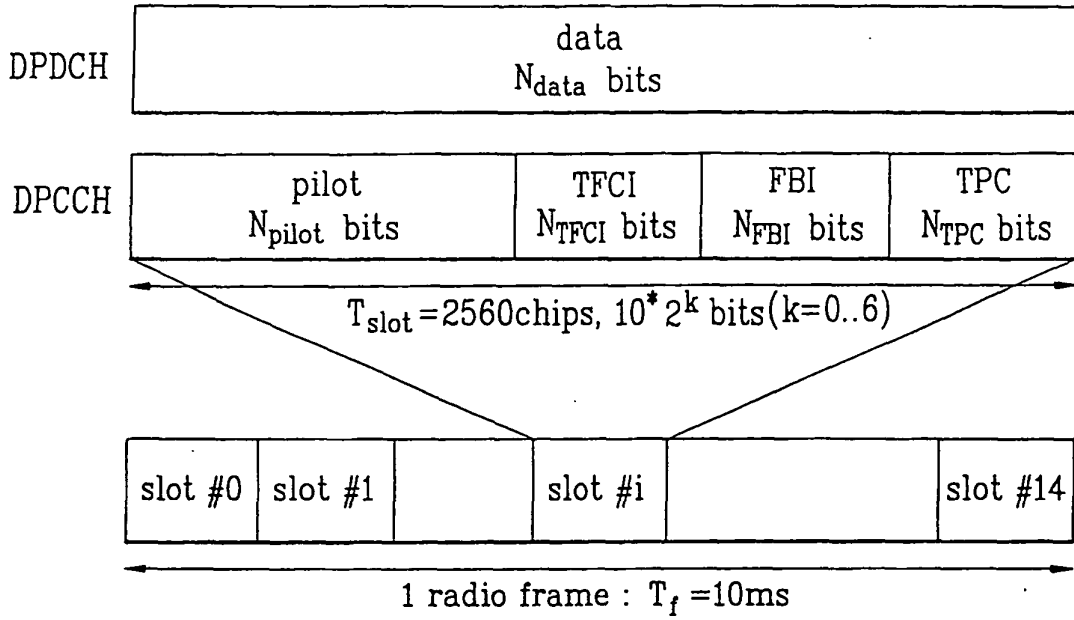 DPDCH
data
N_data bits
DPCCH
pilot
N_pilot bits
TFCI
N_TFCI bits
FBI
N_FBI bits
TPC
N_TPC bits
T_slot=2560chips, 10*2^k bits(k=0..6)
slot #0
slot #1
slot #i
slot #14
1 radio frame : T_f=10ms